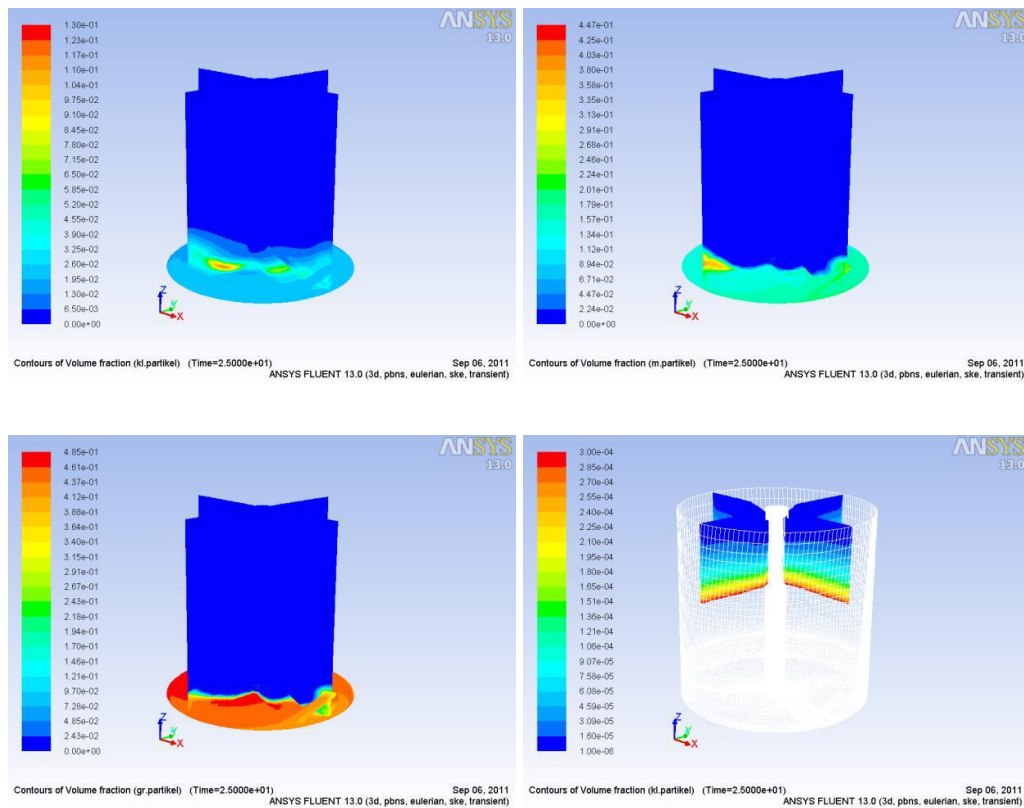 ANSYS
13.0
1.30e-01
1.23e-01
1.17e-01
1.10e-01
1.04e-01
9.75e-02
9.10e-02
8.45e-02
7.80e-02
7.15e-02
6.50e-02
5.85e-02
5.20e-02
4.55e-02
3.90e-02
3.25e-02
2.60e-02
1.95e-02
1.30e-02
6.50e-03
0.00e+00
Z
Y
X
Contours of Volume fraction (kl.partikel) (Time=2.5000e+01)
Sep 06, 2011
ANSYS FLUENT 13.0 (3d, pbns, eulerian, ske, transient)
ANSYS
13.0
4.47e-01
4.25e-01
4.03e-01
3.80e-01
3.58e-01
3.35e-01
3.13e-01
2.91e-01
2.68e-01
2.46e-01
2.24e-01
2.01e-01
1.79e-01
1.57e-01
1.34e-01
1.12e-01
8.94e-02
6.71e-02
4.47e-02
2.24e-02
0.00e+00
Z
Y
X
Contours of Volume fraction (m.partikel) (Time=2.5000e+01)
Sep 06, 2011
ANSYS FLUENT 13.0 (3d, pbns, eulerian, ske, transient)
ANSYS
13.0
4.85e-01
4.61e-01
4.37e-01
4.12e-01
3.88e-01
3.64e-01
3.40e-01
3.15e-01
2.91e-01
2.67e-01
2.43e-01
2.18e-01
1.94e-01
1.70e-01
1.46e-01
1.21e-01
9.70e-02
7.28e-02
4.85e-02
2.43e-02
0.00e+00
Z
Y
X
Contours of Volume fraction (gr.partikel) (Time=2.5000e+01)
Sep 06, 2011
ANSYS FLUENT 13.0 (3d, pbns, eulerian, ske, transient)
ANSYS
13.0
3.00e-04
2.85e-04
2.70e-04
2.55e-04
2.40e-04
2.25e-04
2.10e-04
1.95e-04
1.80e-04
1.65e-04
1.51e-04
1.36e-04
1.21e-04
1.06e-04
9.07e-05
7.58e-05
6.08e-05
4.59e-05
3.09e-05
1.60e-05
1.00e-06
Z
Y
X
Contours of Volume fraction (kl.partikel) (Time=2.5000e+01)
Sep 06, 2011
ANSYS FLUENT 13.0 (3d, pbns, eulerian, ske, transient)